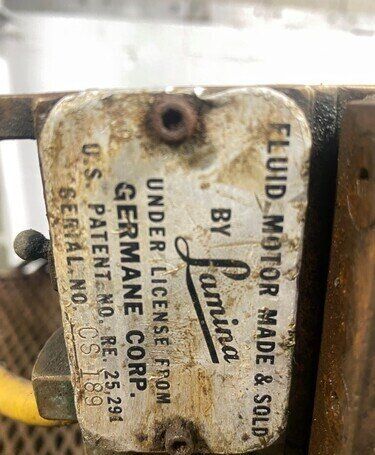 FLUID MOTOR MADE & SOLD
BY Lamina
UNDER LICENSE FROM
GERMANE CORP.
U.S. PATENT NO. RE. 25,291
SERIAL NO. CS 189